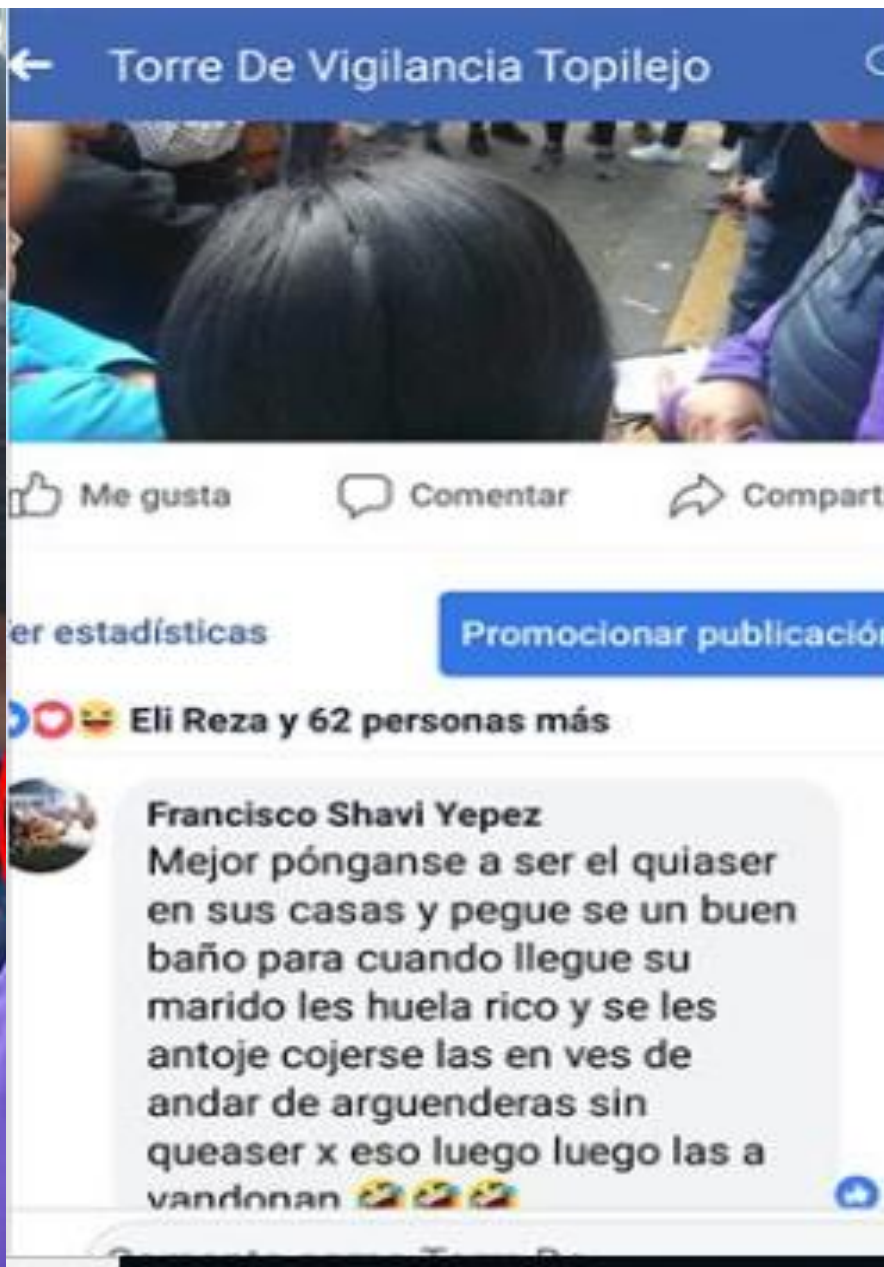 Torre De Vigilancia Topilejo
Me gusta
Comentar
Compart
er estadísticas
Promocionar publicación
Eli Reza y 62 personas más
Francisco Shavi Yepez
Mejor pónganse a ser el quiaser
en sus casas y pegue se un buen
baño para cuando llegue su
marido les huela rico y se les
antoje cojerse las en ves de
andar de arguenderas sin
queaser x eso luego luego las a
vandonan 🤣🤣🤣